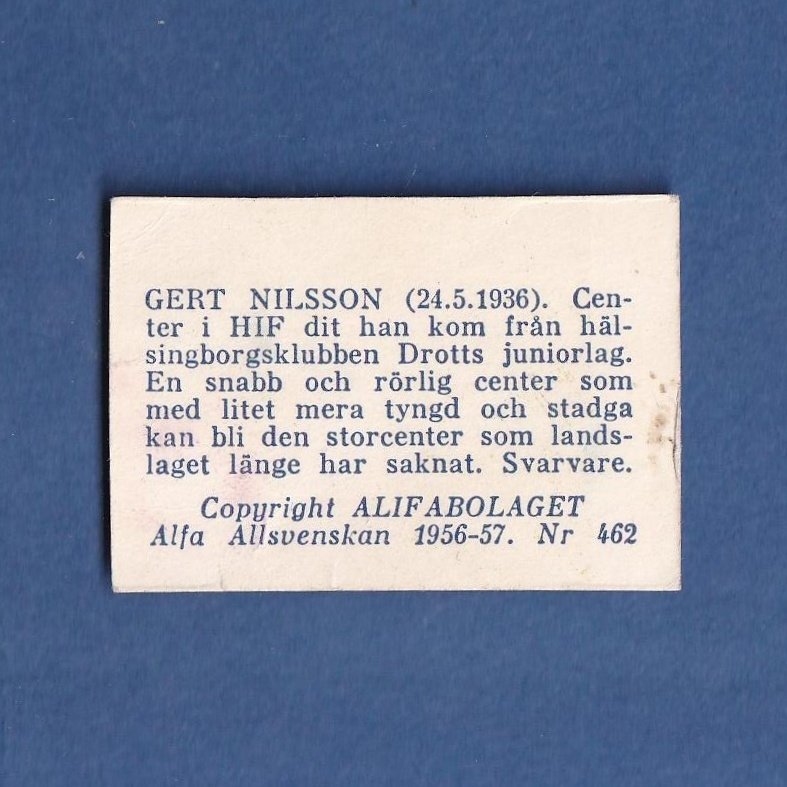 GERT NILSSON (24.5.1936). Cen-
ter i HIF dit han kom från häl-
singborgsklubben Drotts juniorlag.
En snabb och rörlig center som
med litet mera tyngd och stadga
kan bli den storcenter som lands-
laget länge har saknat. Svarvare.
Copyright ALIFABOLAGET
Alfa Allsvenskan 1956-57. Nr 462